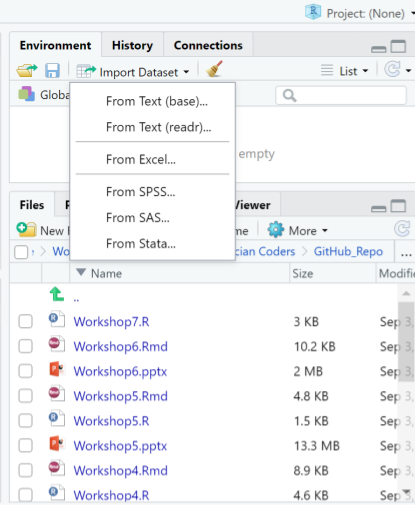 Project: (None)
Environment History Connections
Import Dataset List
Globa
From Text (base)...
From Text (readr)...
From Excel...
empty
From SPSS...
From SAS...
From Stata...
Files
New
More
GitHub_Repo ...
Name Size Modifi
..
Workshop7.R 3 KB Sep 3,
Workshop6.Rmd 10.2 KB Sep 3,
Workshop6.pptx 2 MB Sep 3,
Workshop5.Rmd 4.8 KB Sep 3,
Workshop5.R 1.5 KB Sep 3,
Workshop5.pptx 13.3 MB Sep 3,
Workshop4.Rmd 8.9 KB Sep 3,
Workshop4.R 4.6 KB Sep 3,